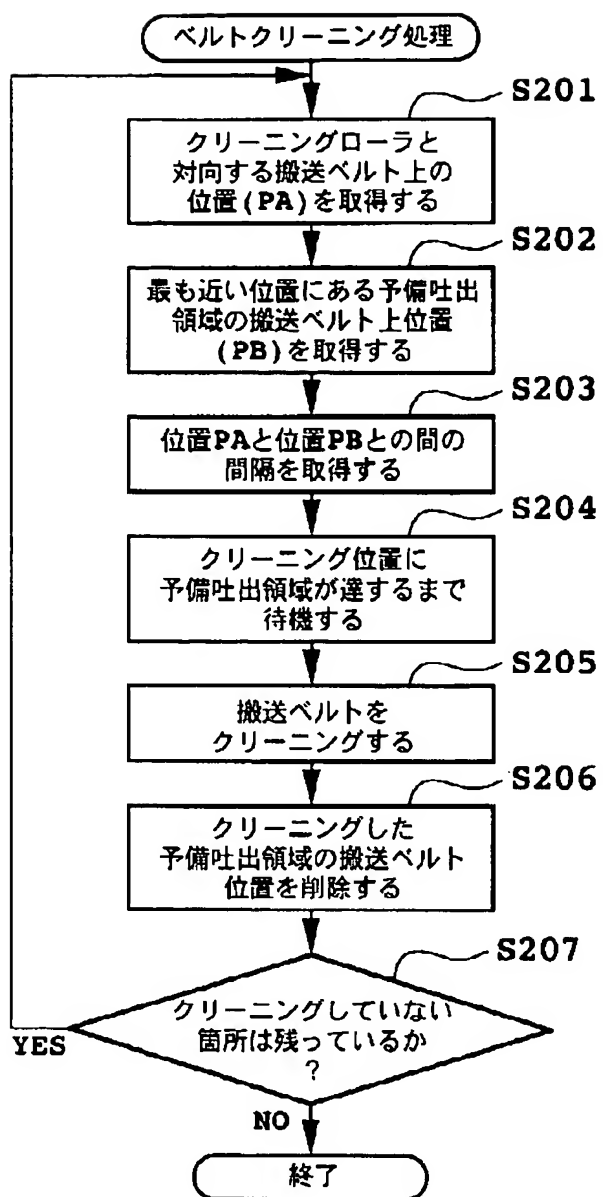 ベルトクリーニング処理
S201
クリーニングローラと
対向する搬送ベルト上の
位置(PA)を取得する
S202
最も近い位置にある予備吐出
領域の搬送ベルト上位置
(PB)を取得する
S203
位置PAと位置PBとの間の
間隔を取得する
S204
クリーニング位置に
予備吐出領域が達するまで
待機する
S205
搬送ベルトを
クリーニングする
S206
クリーニングした
予備吐出領域の搬送ベルト
位置を削除する
S207
クリーニングしていない
箇所は残っているか
?
YES
NO
終了